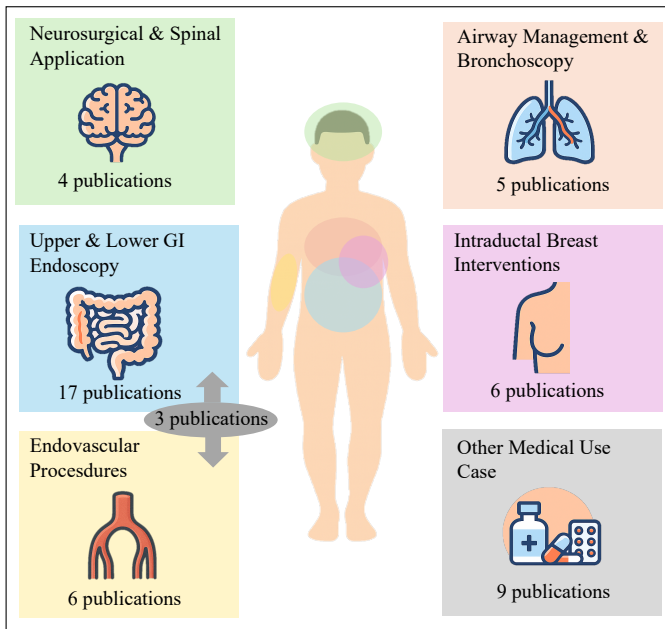 Neurosurgical & Spinal
Application
4 publications
Airway Management &
Bronchoscopy
5 publications
Upper & Lower GI
Endoscopy
17 publications
3 publications
Intraductal Breast
Interventions
6 publications
Endovascular
Procesdures
6 publications
Other Medical Use
Case
9 publications